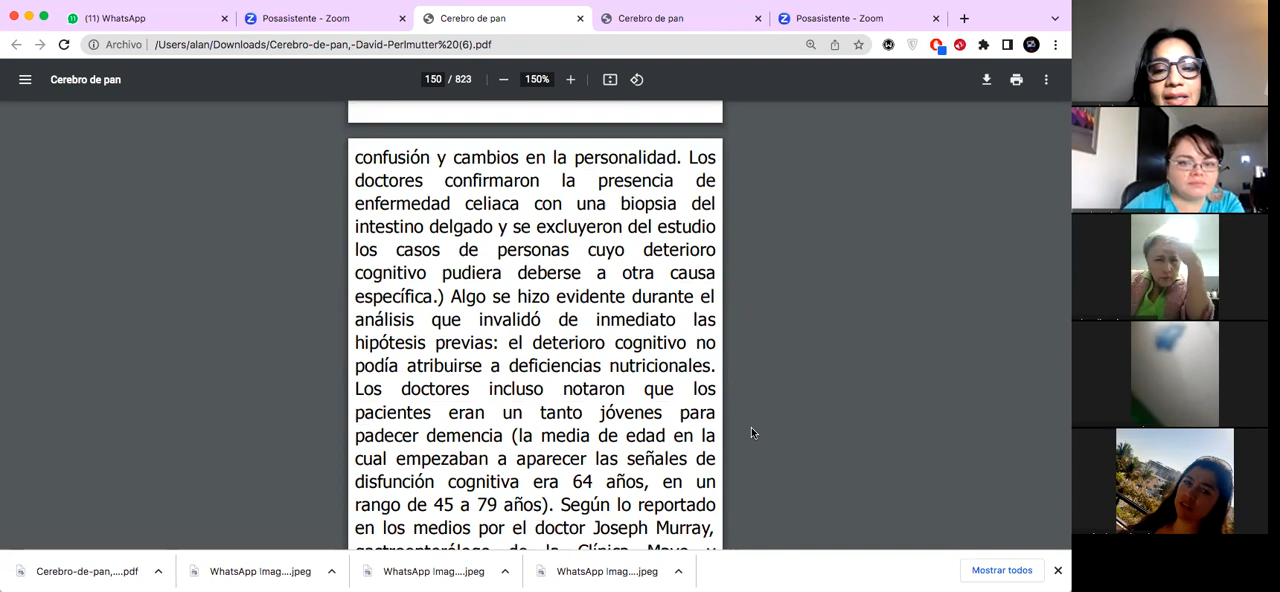 (11) WhatsApp
Posasistente - Zoom
Cerebro de pan
Cerebro de pan
Posasistente - Zoom
Archivo
/Users/alan/Downloads/Cerebro-de-pan,-David-Perlmutter%20(6).pdf
Cerebro de pan
150 / 823
150%
confusión y cambios en la personalidad. Los
doctores confirmaron la presencia de
enfermedad celiaca con una biopsia del
intestino delgado y se excluyeron del estudio
los casos de personas cuyo deterioro
cognitivo pudiera deberse a otra causa
específica.) Algo se hizo evidente durante el
análisis que invalidó de inmediato las
hipótesis previas: el deterioro cognitivo no
podía atribuirse a deficiencias nutricionales.
Los doctores incluso notaron que los
pacientes eran un tanto jóvenes para
padecer demencia (la media de edad en la
cual empezaban a aparecer las señales de
disfunción cognitiva era 64 años, en un
rango de 45 a 79 años). Según lo reportado
en los medios por el doctor Joseph Murray,
gastroenterólogo de la Clínica Mayo y
Cerebro-de-pan,....pdf
WhatsApp Imag....jpeg
WhatsApp Imag....jpeg
WhatsApp Imag....jpeg
Mostrar todos